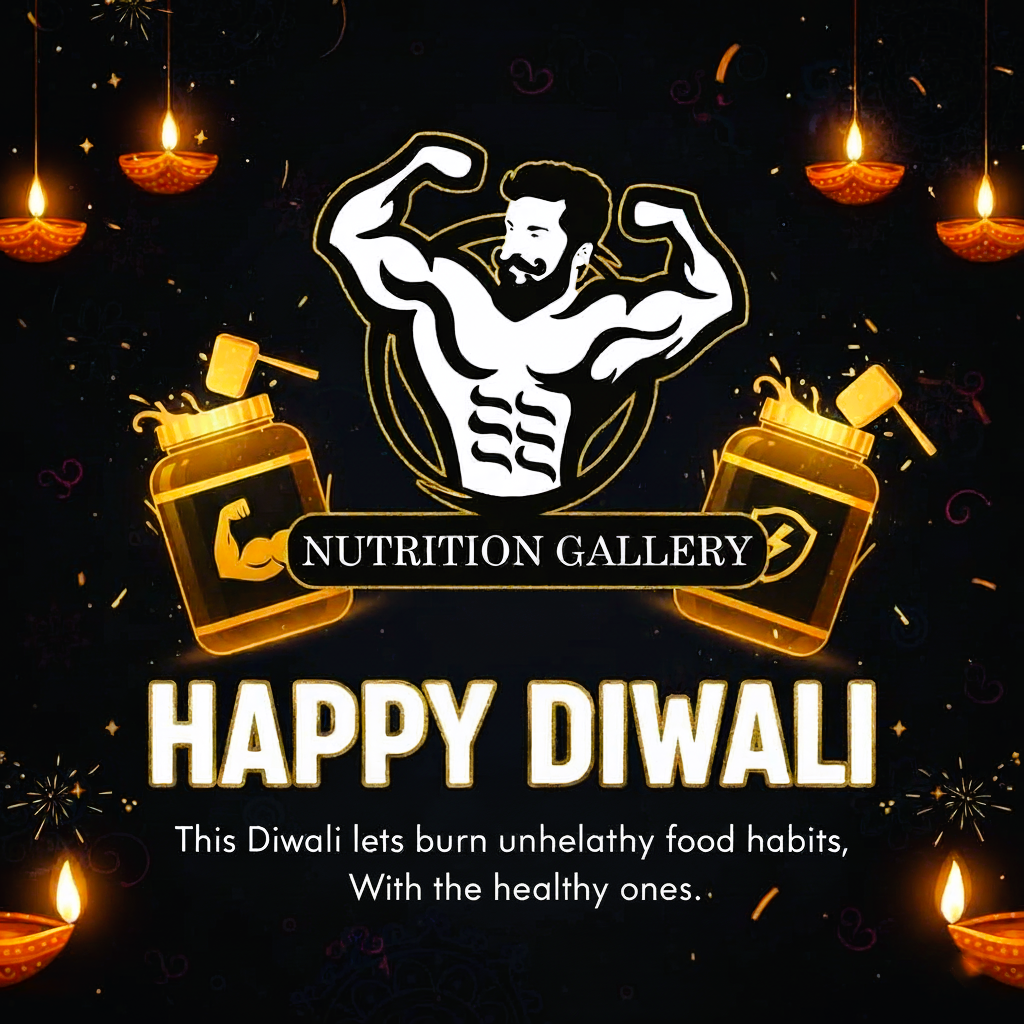 NUTRITION GALLERY
HAPPY DIWALI
This Diwali lets burn unhelathy food habits,
With the healthy ones.